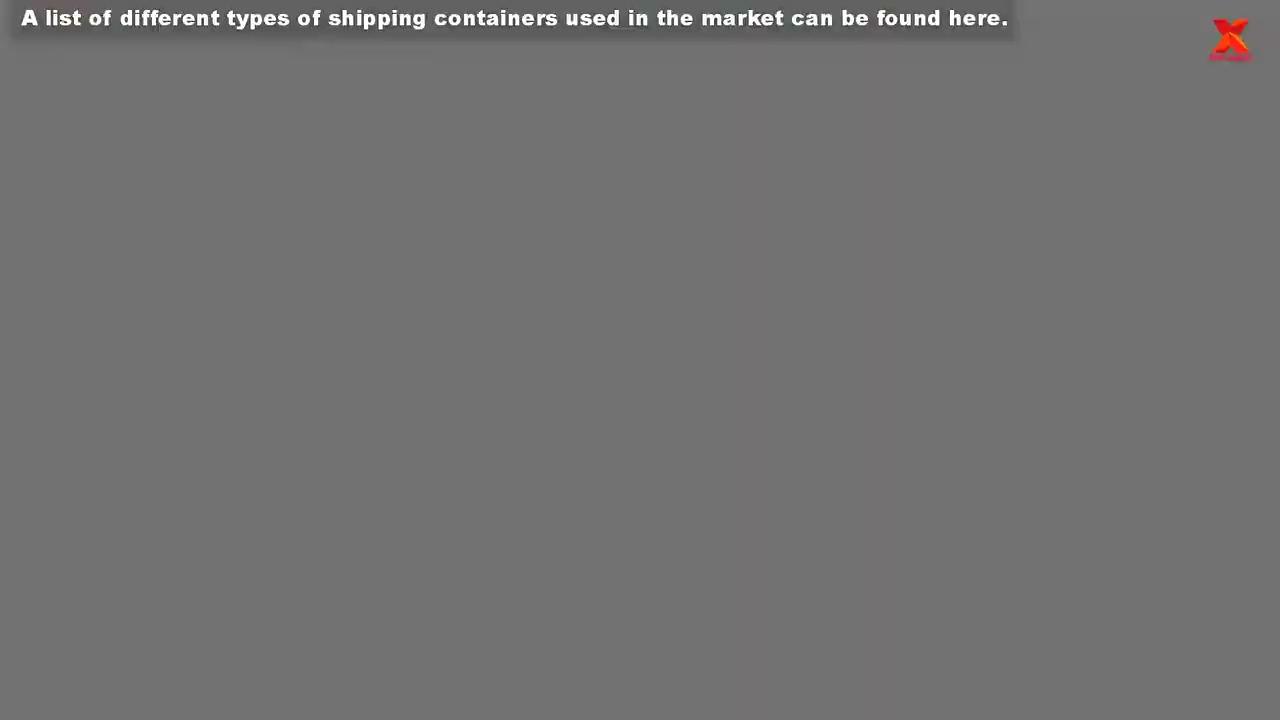 A list of different types of shipping containers used in the market can be found here.